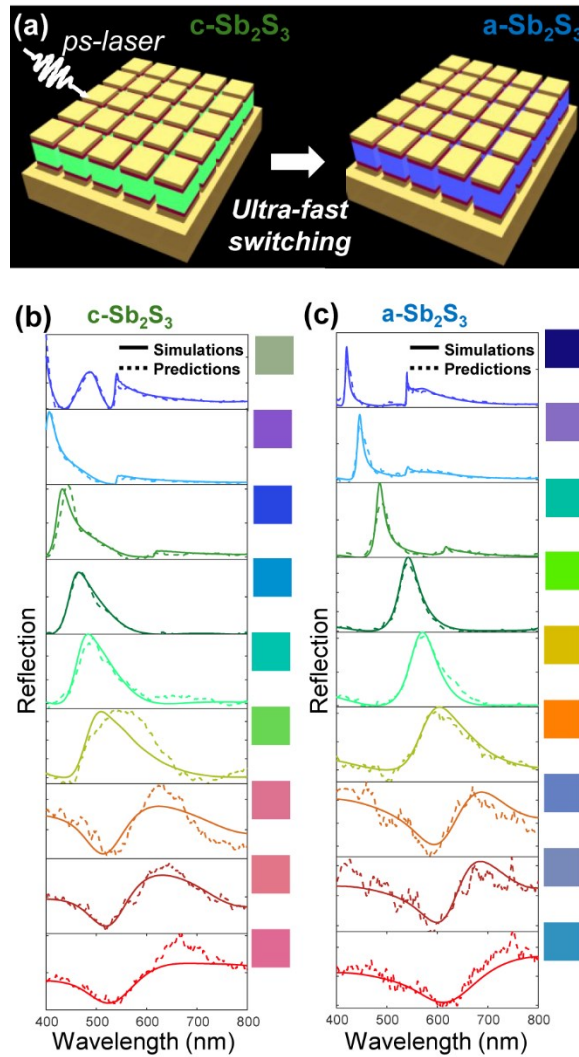 (a)
c-Sb₂S₃
a-Sb₂S₃
ps-laser
Ultra-fast
switching
(b)
c-Sb₂S₃
Simulations
Predictions
Reflection
400 500 600 700 800
Wavelength (nm)
(c)
a-Sb₂S₃
Simulations
Predictions
Reflection
400 500 600 700 800
Wavelength (nm)